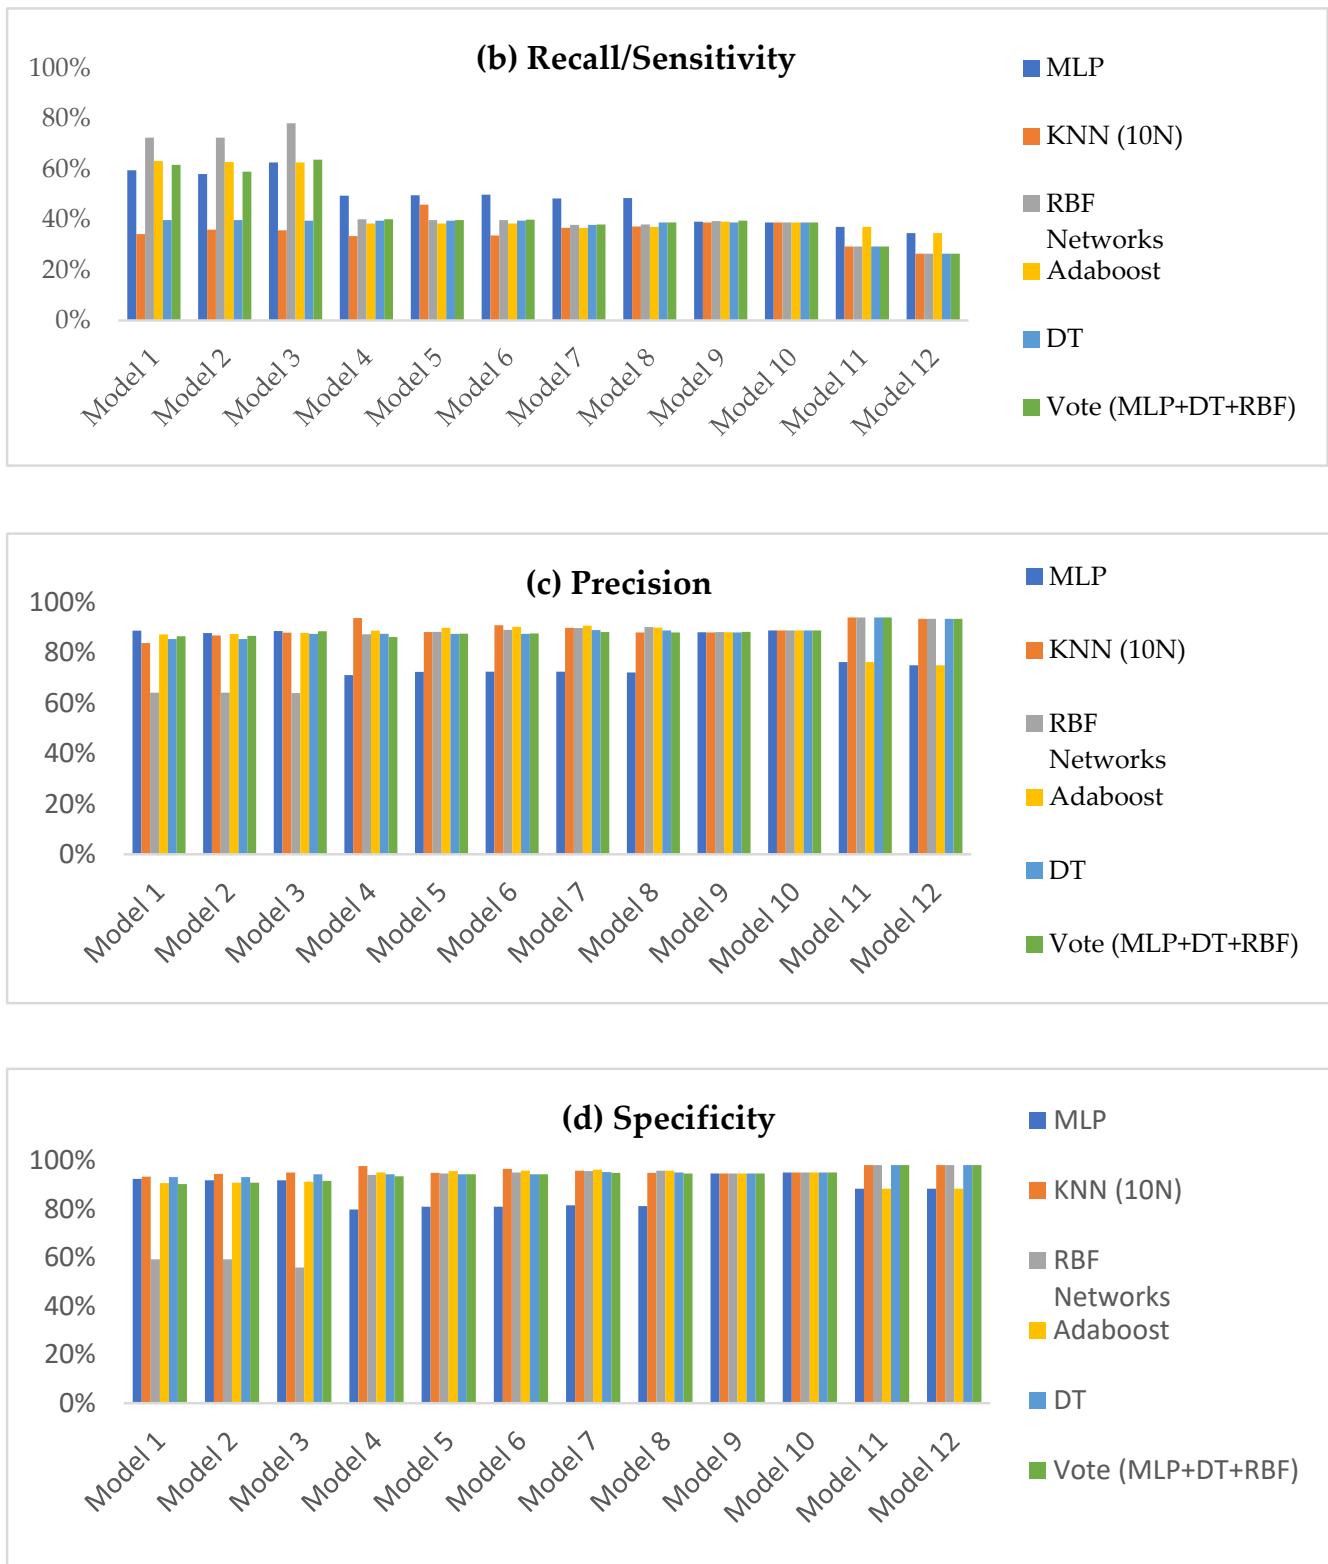 (b) Recall/Sensitivity
100%
80%
60%
40%
20%
0%
Model 1
Model 2
Model 3
Model 4
Model 5
Model 6
Model 7
Model 8
Model 9
Model 10
Model 11
Model 12
MLP
KNN (10N)
RBF
Networks
Adaboost
DT
Vote (MLP+DT+RBF)
(c) Precision
100%
80%
60%
40%
20%
0%
Model 1
Model 2
Model 3
Model 4
Model 5
Model 6
Model 7
Model 8
Model 9
Model 10
Model 11
Model 12
MLP
KNN (10N)
RBF
Networks
Adaboost
DT
Vote (MLP+DT+RBF)
(d) Specificity
100%
80%
60%
40%
20%
0%
Model 1
Model 2
Model 3
Model 4
Model 5
Model 6
Model 7
Model 8
Model 9
Model 10
Model 11
Model 12
MLP
KNN (10N)
RBF
Networks
Adaboost
DT
Vote (MLP+DT+RBF)